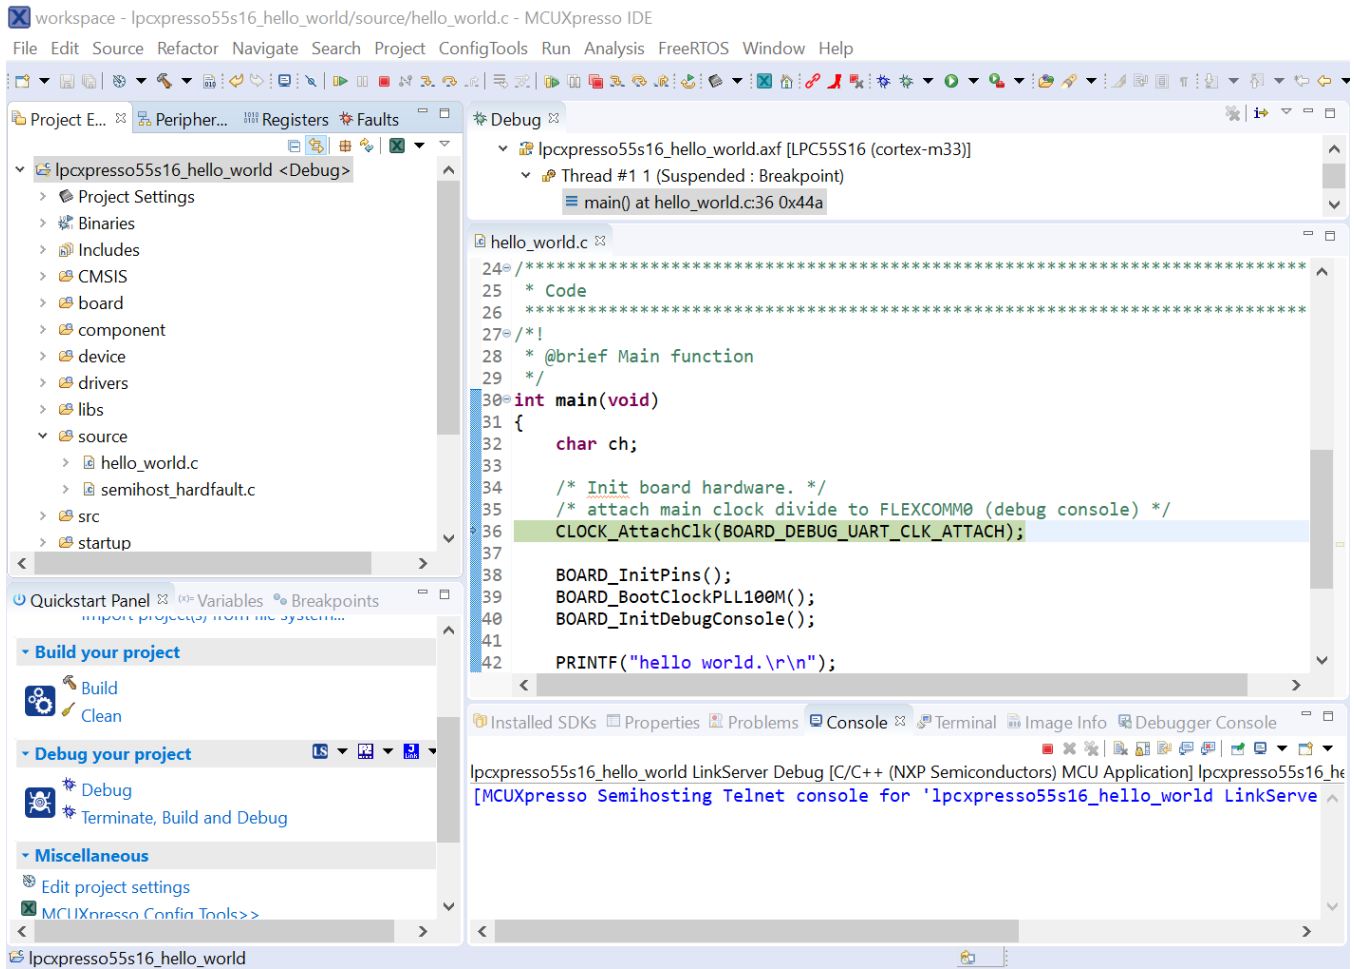 workspace - lpcxpresso55s16_hello_world/source/hello_world.c - MCUXpresso IDE
File Edit Source Refactor Navigate Search Project ConfigTools Run Analysis FreeRTOS Window Help
Project E... Peripher... Registers Faults
lpcxpresso55s16_hello_world <Debug>
Project Settings
Binaries
Includes
CMSIS
board
component
device
drivers
libs
source
hello_world.c
semihost_hardfault.c
src
startup
Debug
lpcxpresso55s16_hello_world.axf [LPC55S16 (cortex-m33)]
Thread #1 1 (Suspended : Breakpoint)
main() at hello_world.c:36 0x44a
hello_world.c
24 /***************************************************************************
25 * Code
26 ***************************************************************************
27 /*!
28 * @brief Main function
29 */
30 int main(void)
31 {
32 char ch;
33
34 /* Init board hardware. */
35 /* attach main clock divide to FLEXCOMM0 (debug console) */
36 CLOCK_AttachClk(BOARD_DEBUG_UART_CLK_ATTACH);
37
38 BOARD_InitPins();
39 BOARD_BootClockPLL100M();
40 BOARD_InitDebugConsole();
41
42 PRINTF("hello world.\r\n");
Quickstart Panel (x)= Variables Breakpoints
Import project(s) from file system...
Build your project
Build
Clean
Debug your project LS
Debug
Terminate, Build and Debug
Miscellaneous
Edit project settings
MCUXpresso Config Tools>>
Installed SDKs Properties Problems Console Terminal Image Info Debugger Console
lpcxpresso55s16_hello_world LinkServer Debug [C/C++ (NXP Semiconductors) MCU Application] lpcxpresso55s16_he
[MCUXpresso Semihosting Telnet console for 'lpcxpresso55s16_hello_world LinkServe
lpcxpresso55s16_hello_world